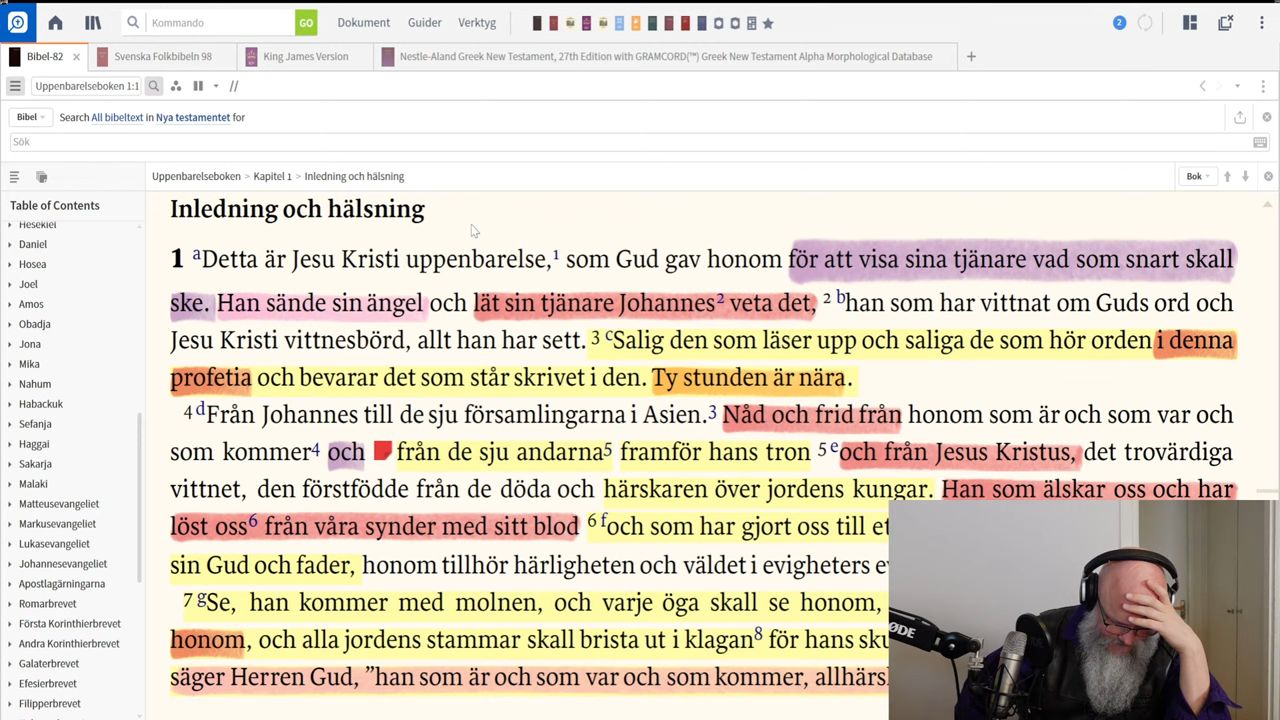 Kommando
GO
Dokument
Guider
Verktyg
2
Bibel-82
Svenska Folkbibeln 98
King James Version
Nestle-Aland Greek New Testament, 27th Edition with GRAMCORD(™) Greek New Testament Alpha Morphological Database
Uppenbarelseboken 1:1
Bibel
Search All bibeltext in Nya testamentet for
Sök
Uppenbarelseboken > Kapitel 1 > Inledning och hälsning
Bok
Table of Contents
Hesekiel
Daniel
Hosea
Joel
Amos
Obadja
Jona
Mika
Nahum
Habackuk
Sefanja
Haggai
Sakarja
Malaki
Matteusevangeliet
Markusevangeliet
Lukasevangeliet
Johannesevangeliet
Apostlagärningarna
Romarbrevet
Första Korinthierbrevet
Andra Korinthierbrevet
Galaterbrevet
Efesierbrevet
Filipperbrevet
Inledning och hälsning
1 aDetta är Jesu Kristi uppenbarelse,1 som Gud gav honom för att visa sina tjänare vad som snart skall
ske. Han sände sin ängel och lät sin tjänare Johannes2 veta det, 2 bhan som har vittnat om Guds ord och
Jesu Kristi vittnesbörd, allt han har sett. 3 cSalig den som läser upp och saliga de som hör orden i denna
profetia och bevarar det som står skrivet i den. Ty stunden är nära.
4 dFrån Johannes till de sju församlingarna i Asien.3 Nåd och frid från honom som är och som var och
som kommer4 och från de sju andarna5 framför hans tron 5 eoch från Jesus Kristus, det trovärdiga
vittnet, den förstfödde från de döda och härskaren över jordens kungar. Han som älskar oss och har
löst oss6 från våra synder med sitt blod 6 foch som har gjort oss till et
sin Gud och fader, honom tillhör härligheten och väldet i evigheters ev
7 gSe, han kommer med molnen, och varje öga skall se honom,
honom, och alla jordens stammar skall brista ut i klagan8 för hans sku
säger Herren Gud, ”han som är och som var och som kommer, allhärs
RØDE